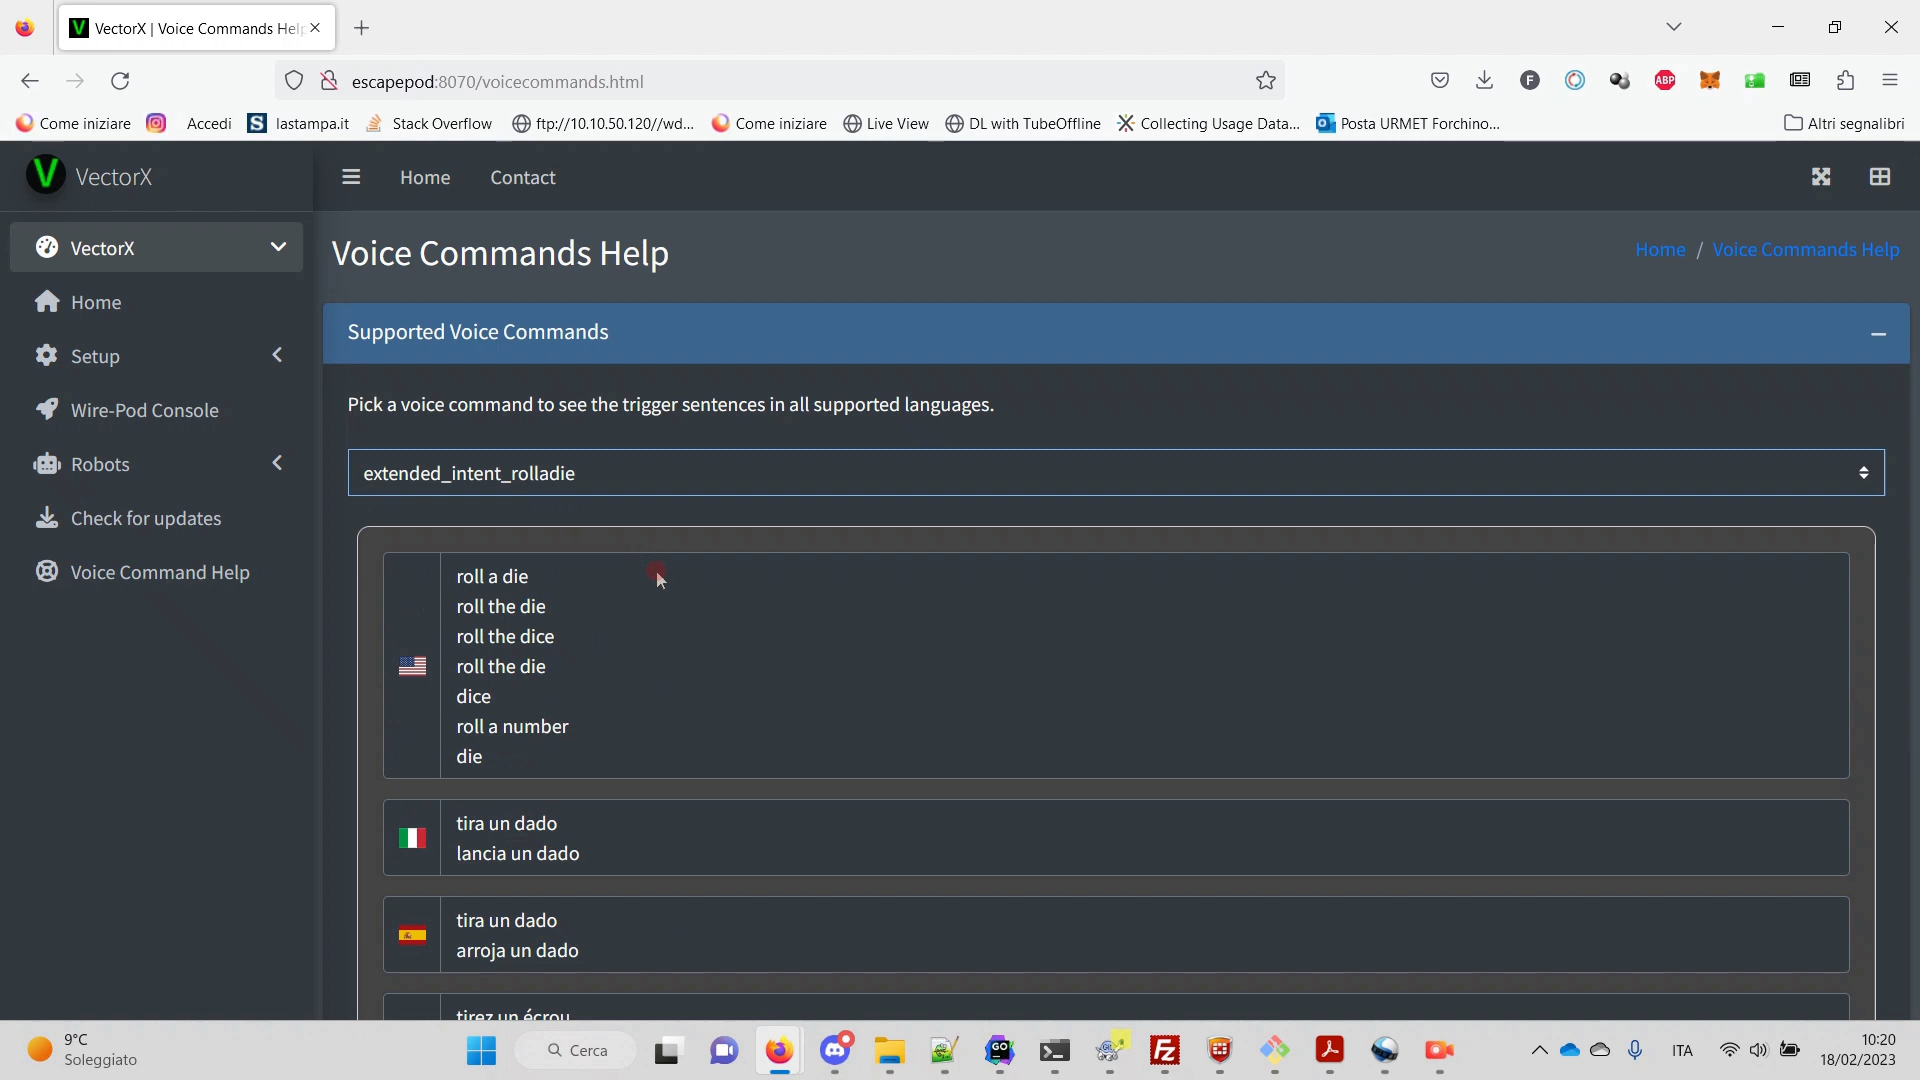 VectorX | Voice Commands Help
escapepod:8070/voicecommands.html
Come iniziare
Accedi
lastampa.it
Stack Overflow
ftp://10.10.50.120//wd...
Come iniziare
Live View
DL with TubeOffline
Collecting Usage Data...
Posta URMET Forchino...
Altri segnalibri
VectorX
Home
Contact
VectorX
Home
Setup
Wire-Pod Console
Robots
Check for updates
Voice Command Help
Voice Commands Help
Home / Voice Commands Help
Supported Voice Commands
Pick a voice command to see the trigger sentences in all supported languages.
extended_intent_rolladie
roll a die
roll the die
roll the dice
roll the die
dice
roll a number
die
tira un dado
lancia un dado
tira un dado
arroja un dado
tirez un écrou
9°C
Soleggiato
Cerca
ITA
10:20
18/02/2023